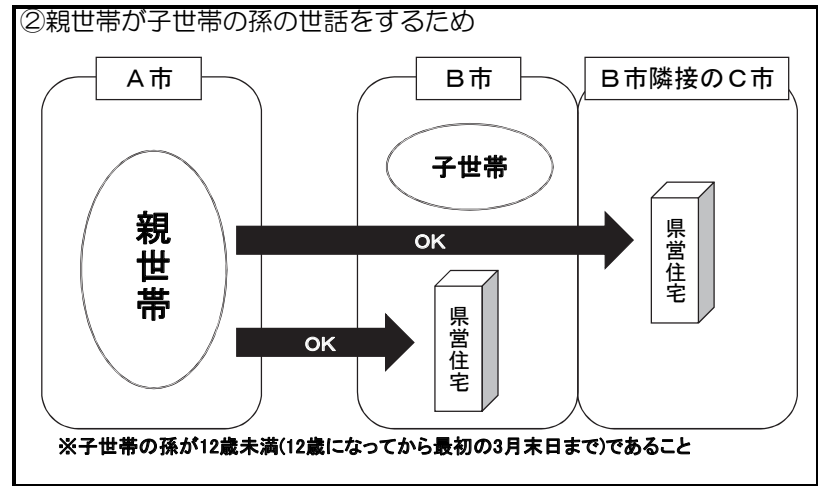 ②親世帯が子世帯の孫の世話をするため
A市
B市
B市隣接のC市
子世帯
親世帯
OK
県営住宅
OK
県営住宅
※子世帯の孫が12歳未満(12歳になってから最初の3月末日まで)であること